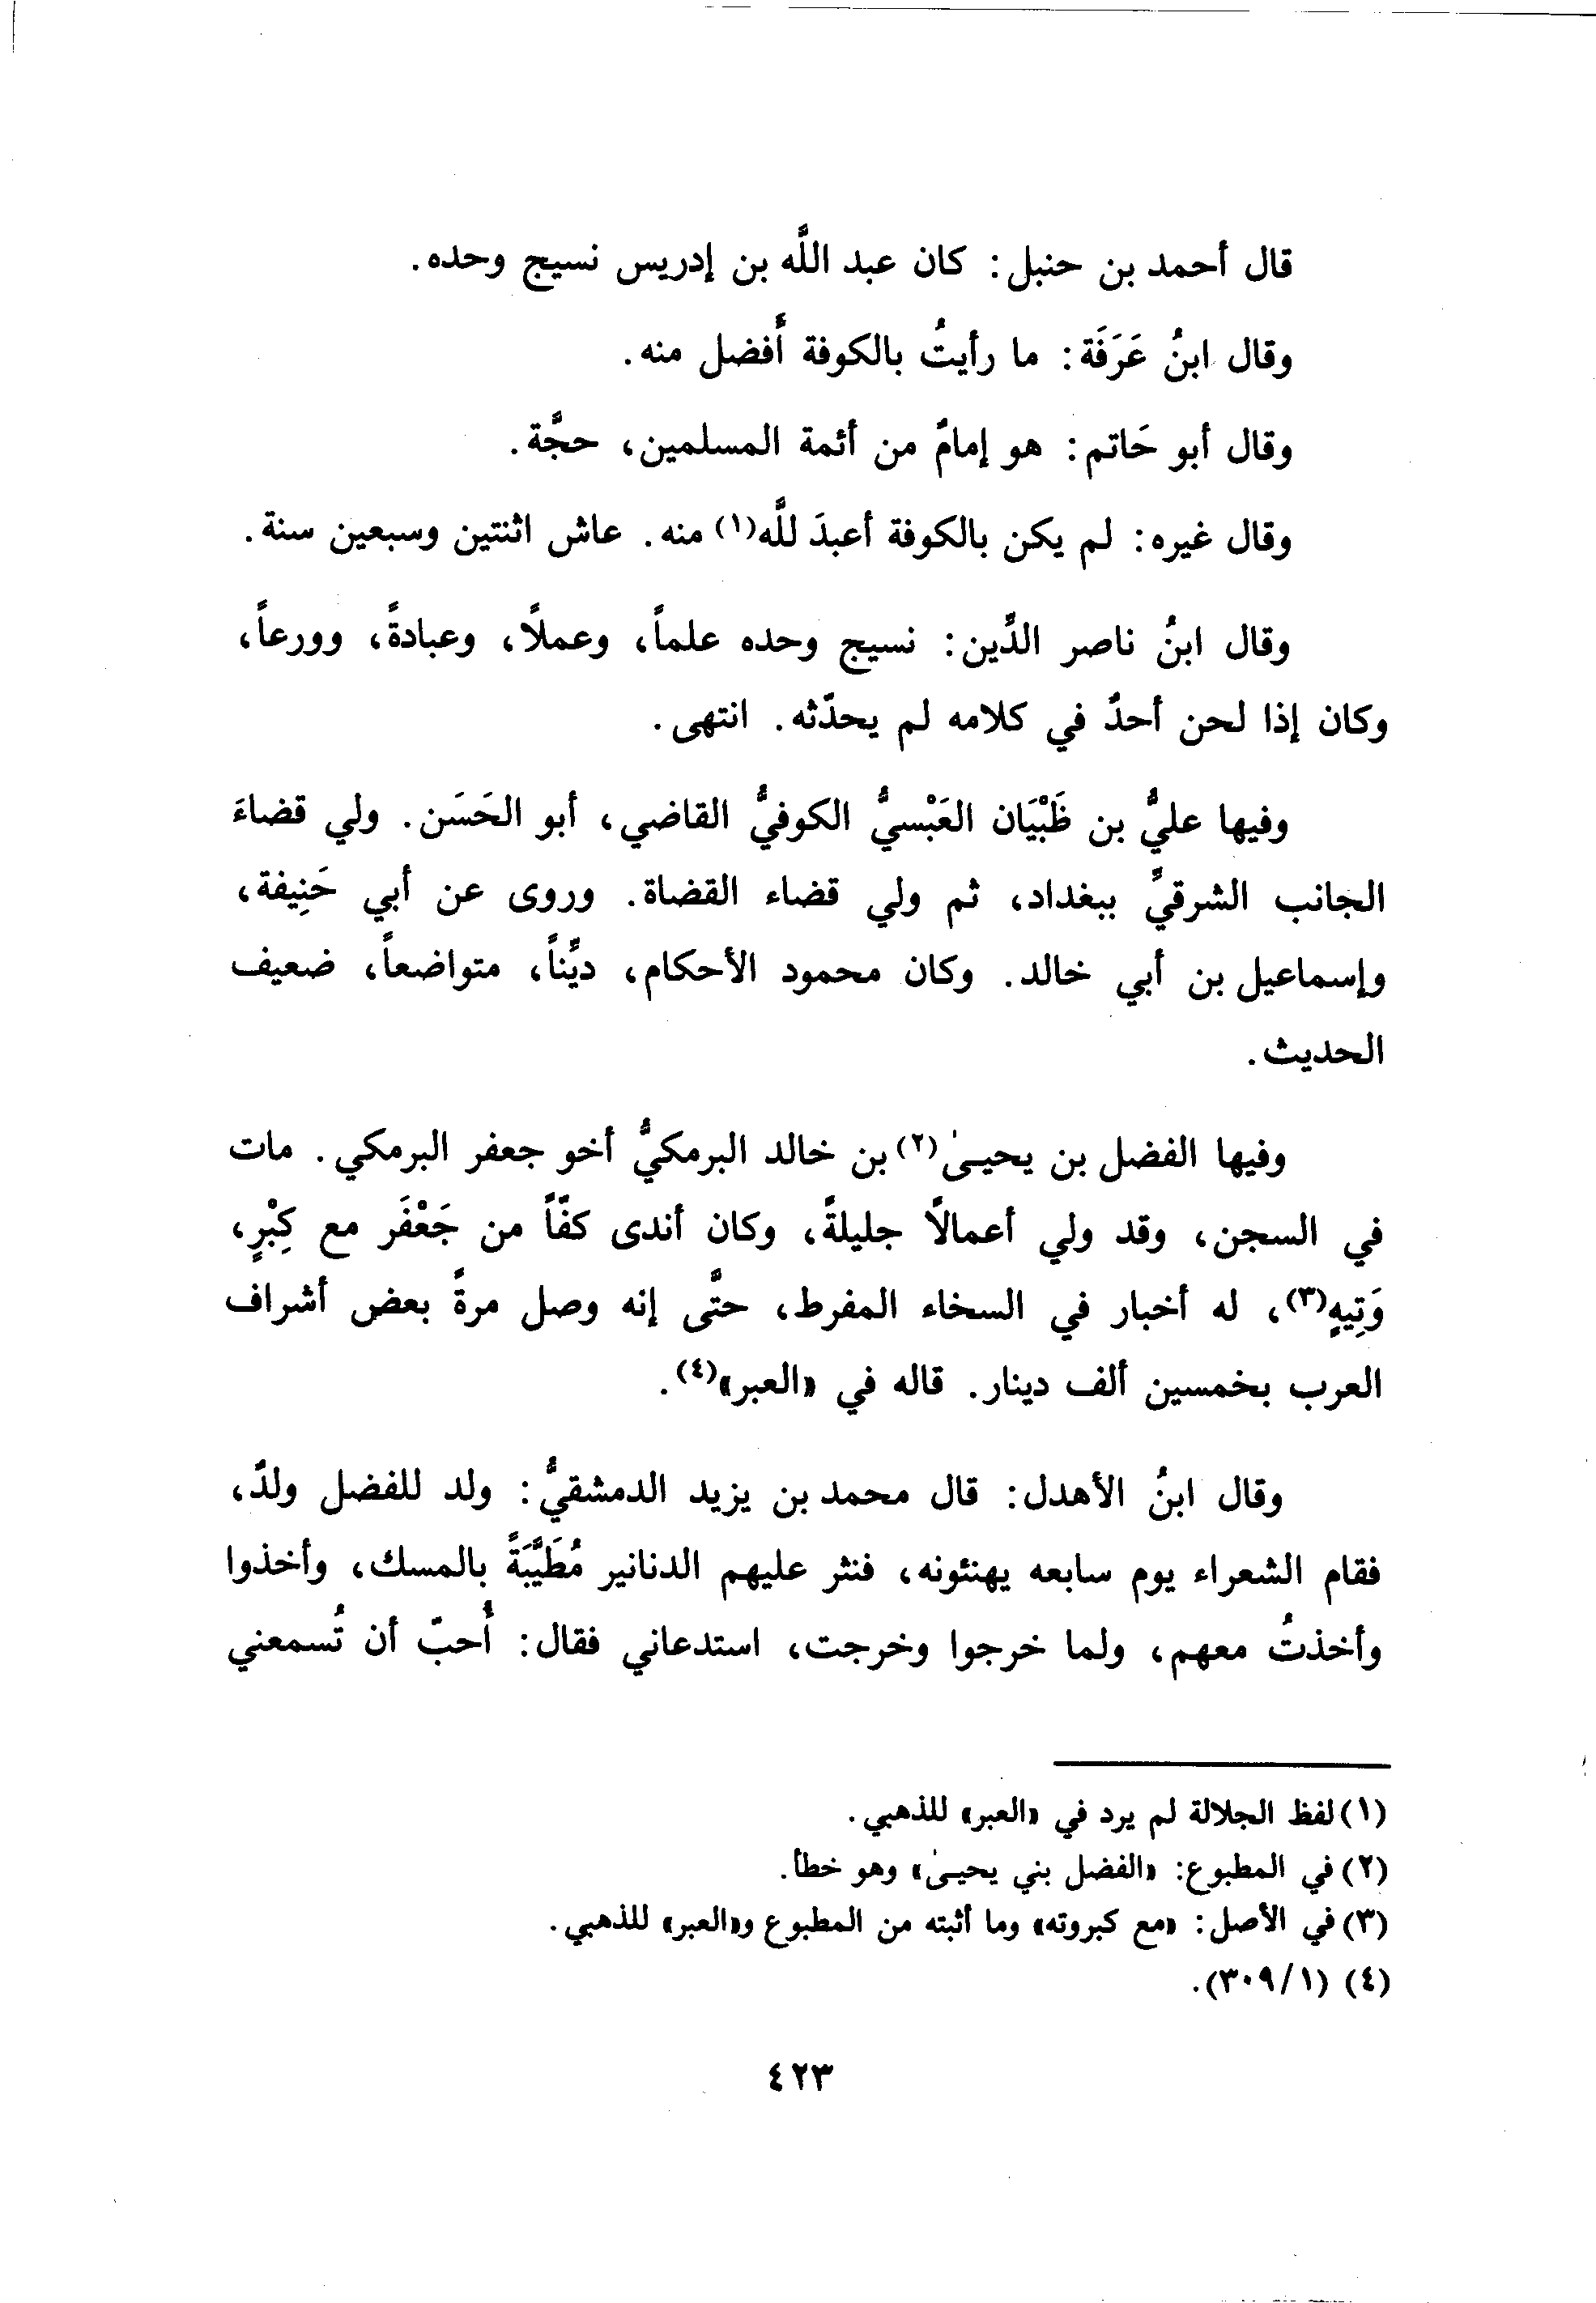 قال أحمد بن حنبل: كان عبد اللَّه بن إدريس نسيج وحده.
وقال ابنُ عَرَفَة: ما رأيتُ بالكوفة أَفضل منه.
وقال أبو حَاتم: هو إمامٌ من أئمة المسلمين، حجَّة.
وقال غيره: لم يكن بالكوفة أعبدَ للَّه(١) منه. عاش اثنتين وسبعين سنة.
وقال ابنُ ناصر الدِّين: نسيج وحده علماً، وعملًا، وعبادةً، وورعاً،
وكان إذا لحن أحدٌ في كلامه لم يحدّثه. انتهى.
وفيها عليُّ بن ظَبْيَان العَبْسيُّ الكوفيُّ القاضي، أبو الحَسَن. ولي قضاءَ
الجانب الشرقيِّ ببغداد، ثم ولي قضاء القضاة. وروى عن أبي حَنِيفة،
وإسماعيل بن أبي خالد. وكان محمود الأحكام، ديِّناً، متواضعاً، ضعيف
الحديث.
وفيها الفضل بن يحيىٰ(٢) بن خالد البرمكيُّ أخو جعفر البرمكي. مات
في السجن، وقد ولي أعمالًا جليلةً، وكان أندى كفّاً من جَعْفَر مع كِبْرٍ،
وَتِيهٍ(٣)، له أخبار في السخاء المفرط، حتَّى إنه وصل مرةً بعض أشراف
العرب بخمسين ألف دينار. قاله في «العبر»(٤).
وقال ابنُ الأهدل: قال محمد بن يزيد الدمشقيُّ: ولد للفضل ولدٌ،
فقام الشعراء يوم سابعه يهنئونه، فنثر عليهم الدنانير مُطَيَّبَةً بالمسك، وأخذوا
وأخذتُ معهم، ولما خرجوا وخرجت، استدعاني فقال: أُحبّ أن تُسمعني
(١) لفظ الجلالة لم يرد في «العبر» للذهبي.
(٢) في المطبوع: «الفضل بني يحيىٰ» وهو خطأ.
(٣) في الأصل: «مع كبروته» وما أثبته من المطبوع و«العبر» للذهبي.
(٤) (١/٣٠٩).
٤٢٣